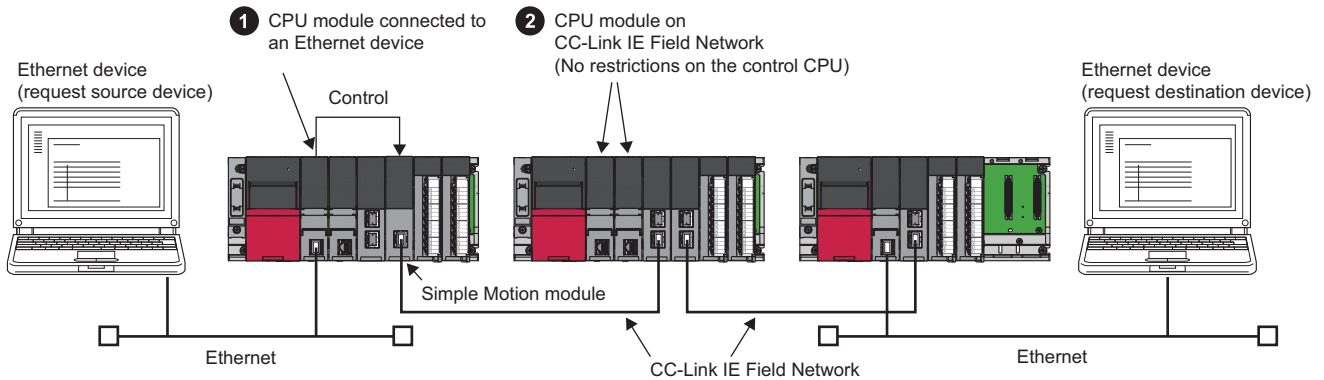 1 CPU module connected to
an Ethernet device
2 CPU module on
CC-Link IE Field Network
(No restrictions on the control CPU)
Ethernet device
(request source device)
Control
Ethernet device
(request destination device)
Simple Motion module
Ethernet
CC-Link IE Field Network
Ethernet